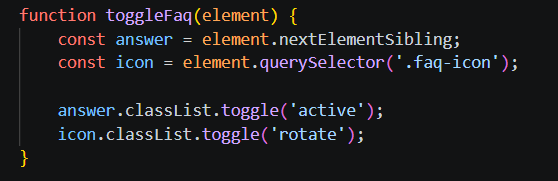 function toggleFaq(element) {
    const answer = element.nextElementSibling;
    const icon = element.querySelector('.faq-icon');

    answer.classList.toggle('active');
    icon.classList.toggle('rotate');
}